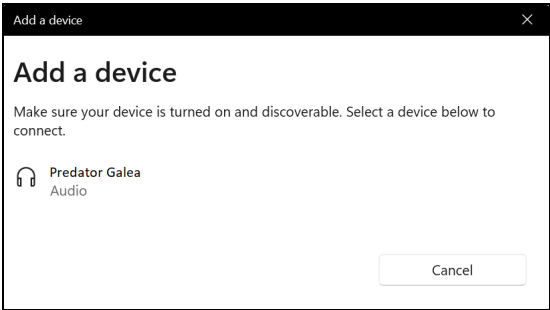 Add a device
Add a device
Make sure your device is turned on and discoverable. Select a device below to
connect.
Predator Galea
Audio
Cancel